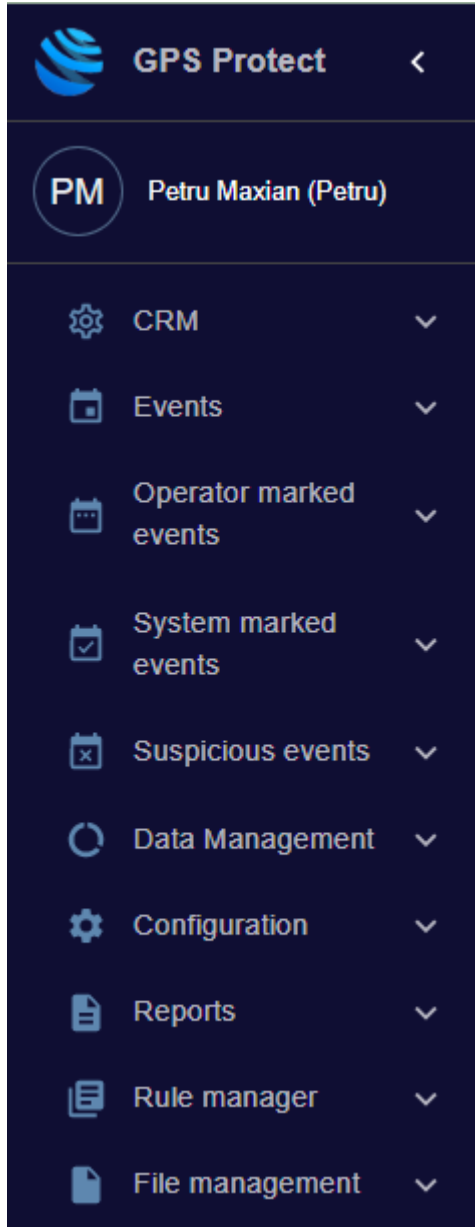 GPS Protect
PM
Petru Maxian (Petru)
CRM
Events
Operator marked
events
System marked
events
Suspicious events
Data Management
Configuration
Reports
Rule manager
File management